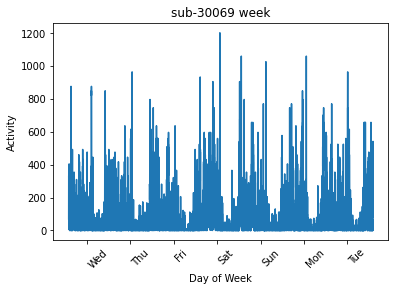 sub-30069 week
1200
1000
800
600
400
200
0
Activity
Wed
Thu
Fri
Sat
Sun
Mon
Tue
Day of Week